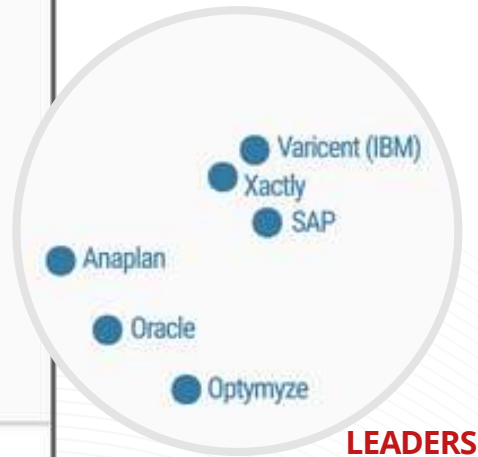 Varicent (IBM)
Xactly
SAP
Anaplan
Oracle
Optymyze
LEADERS